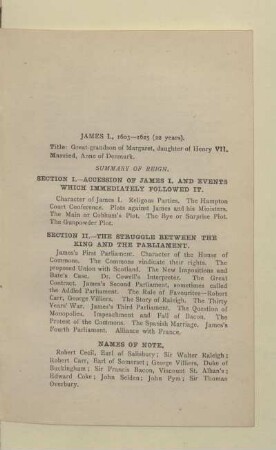 JAMES I., 1603—1625 (22 years).
Title: Great-grandson of Margaret, daughter of Henry VII.
Married, Anne of Denmark.
SUMMARY OF REIGN.
SECTION I.—ACCESSION OF JAMES I, AND EVENTS
WHICH IMMEDIATELY FOLLOWED IT.
Character of James I. Religous Parties. The Hampton
Court Conference. Plots against James and his Ministers.
The Main or Cobham's Plot. The Bye or Surprise Plot.
The Gunpowder Plot.
SECTION II.—THE STRUGGLE BETWEEN THE
KING AND THE PARLIAMENT.
James's First Parliament. Character of the House of
Commons. The Commons vindicate their rights. The
proposed Union with Scotland. The New Impositions and
Bate's Case. Dr. Cowell's Interpreter. The Great
Contract. James's Second Parliament, sometimes called
the Addled Parliament. The Rule of Favourites—Robert
Carr, George Villiers. The Story of Raleigh. The Thirty
Years' War. James's Third Parliament. The Question of
Monopolies. Impeachment and Fall of Bacon. The
Protest of the Commons. The Spanish Marriage. James's
Fourth Parliament. Alliance with France.
NAMES OF NOTE,
Robert Cecil, Earl of Salisbury; Sir Walter Raleigh;
Robert Carr, Earl of Somerset; George Villiers, Duke of
Buckingham; Sir Francis Bacon, Viscount St. Alban's;
Edward Coke; John Selden; John Pym; Sir Thomas
Overbury.